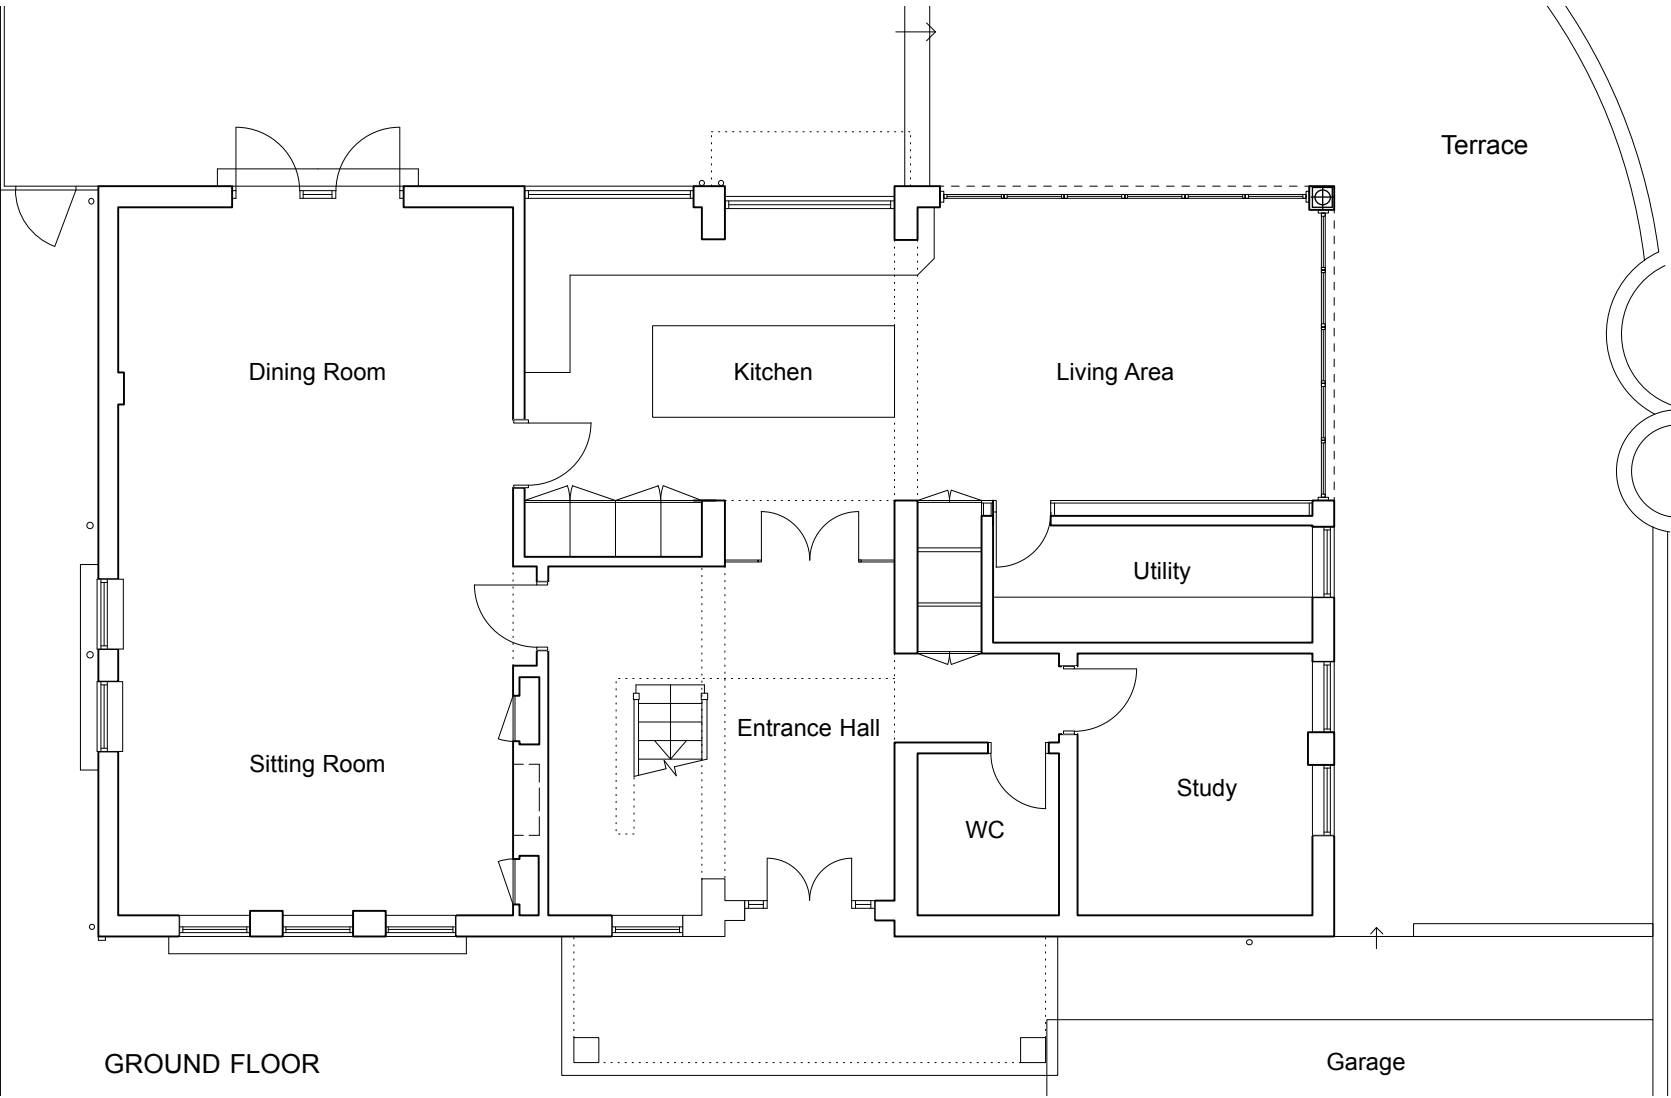 Terrace
Dining Room
Kitchen
Living Area
Utility
Entrance Hall
Sitting Room
Study
WC
GROUND FLOOR
Garage